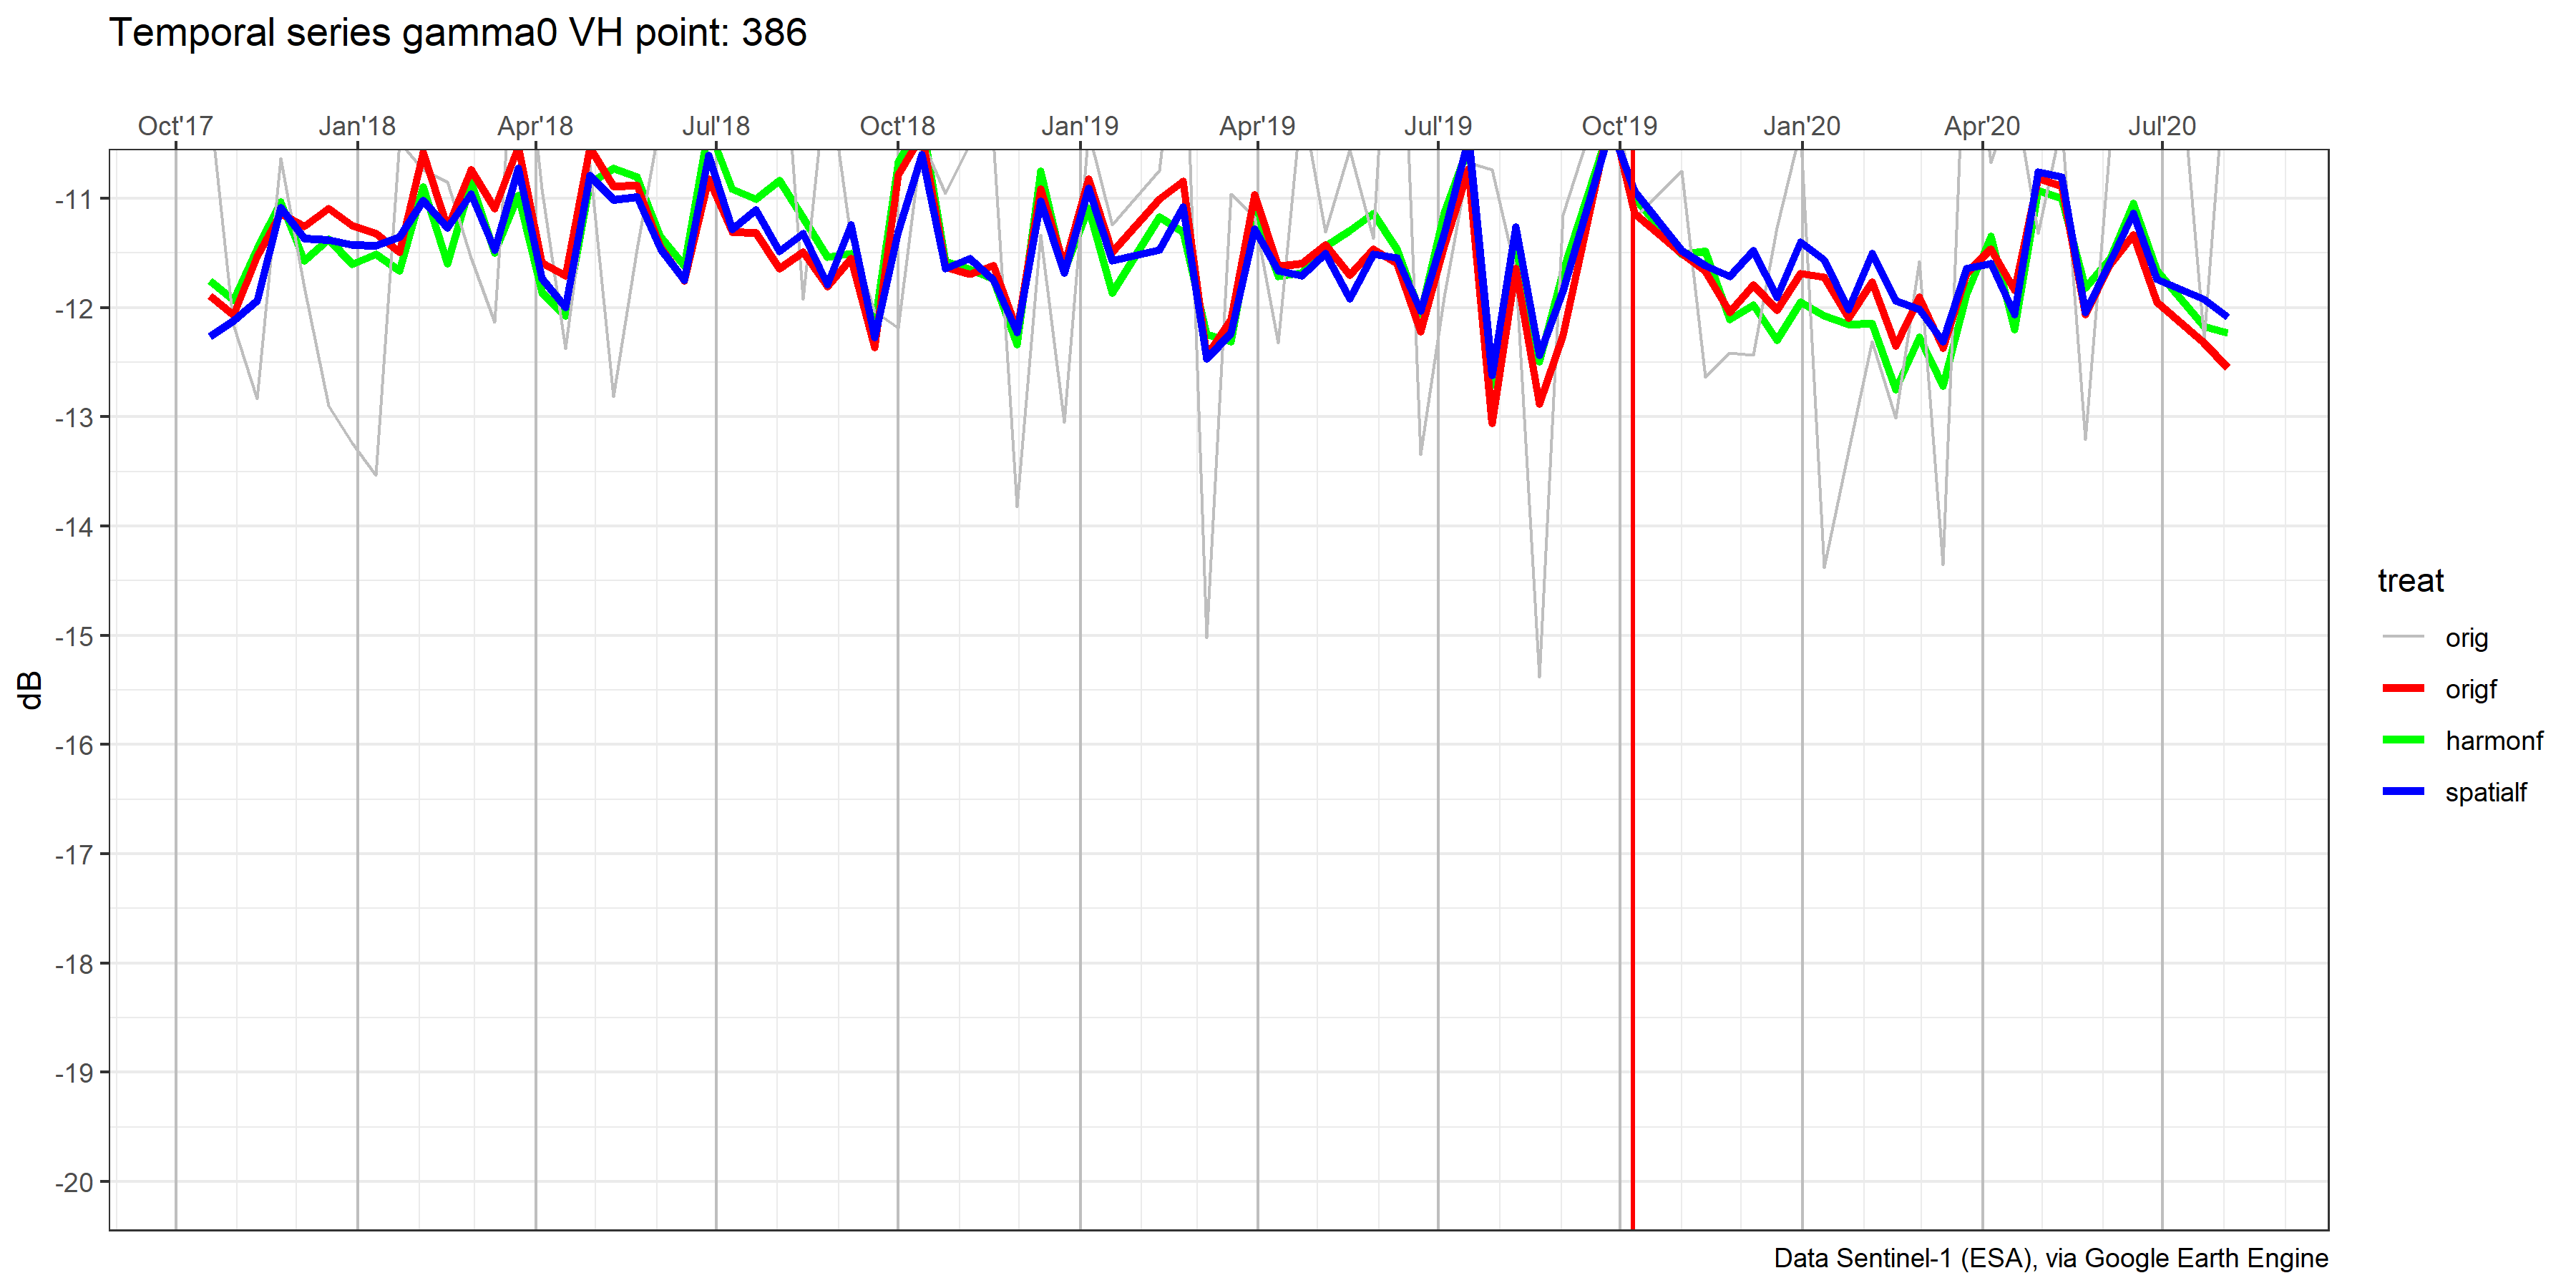 Temporal series gamma0 VH point: 386
Oct'17 Jan'18 Apr'18 Jul'18 Oct'18 Jan'19 Apr'19 Jul'19 Oct'19 Jan'20 Apr'20 Jul'20
-11
-12
-13
-14
-15
-16
-17
-18
-19
-20
dB
treat
orig
origf
harmonf
spatialf
Data Sentinel-1 (ESA), via Google Earth Engine